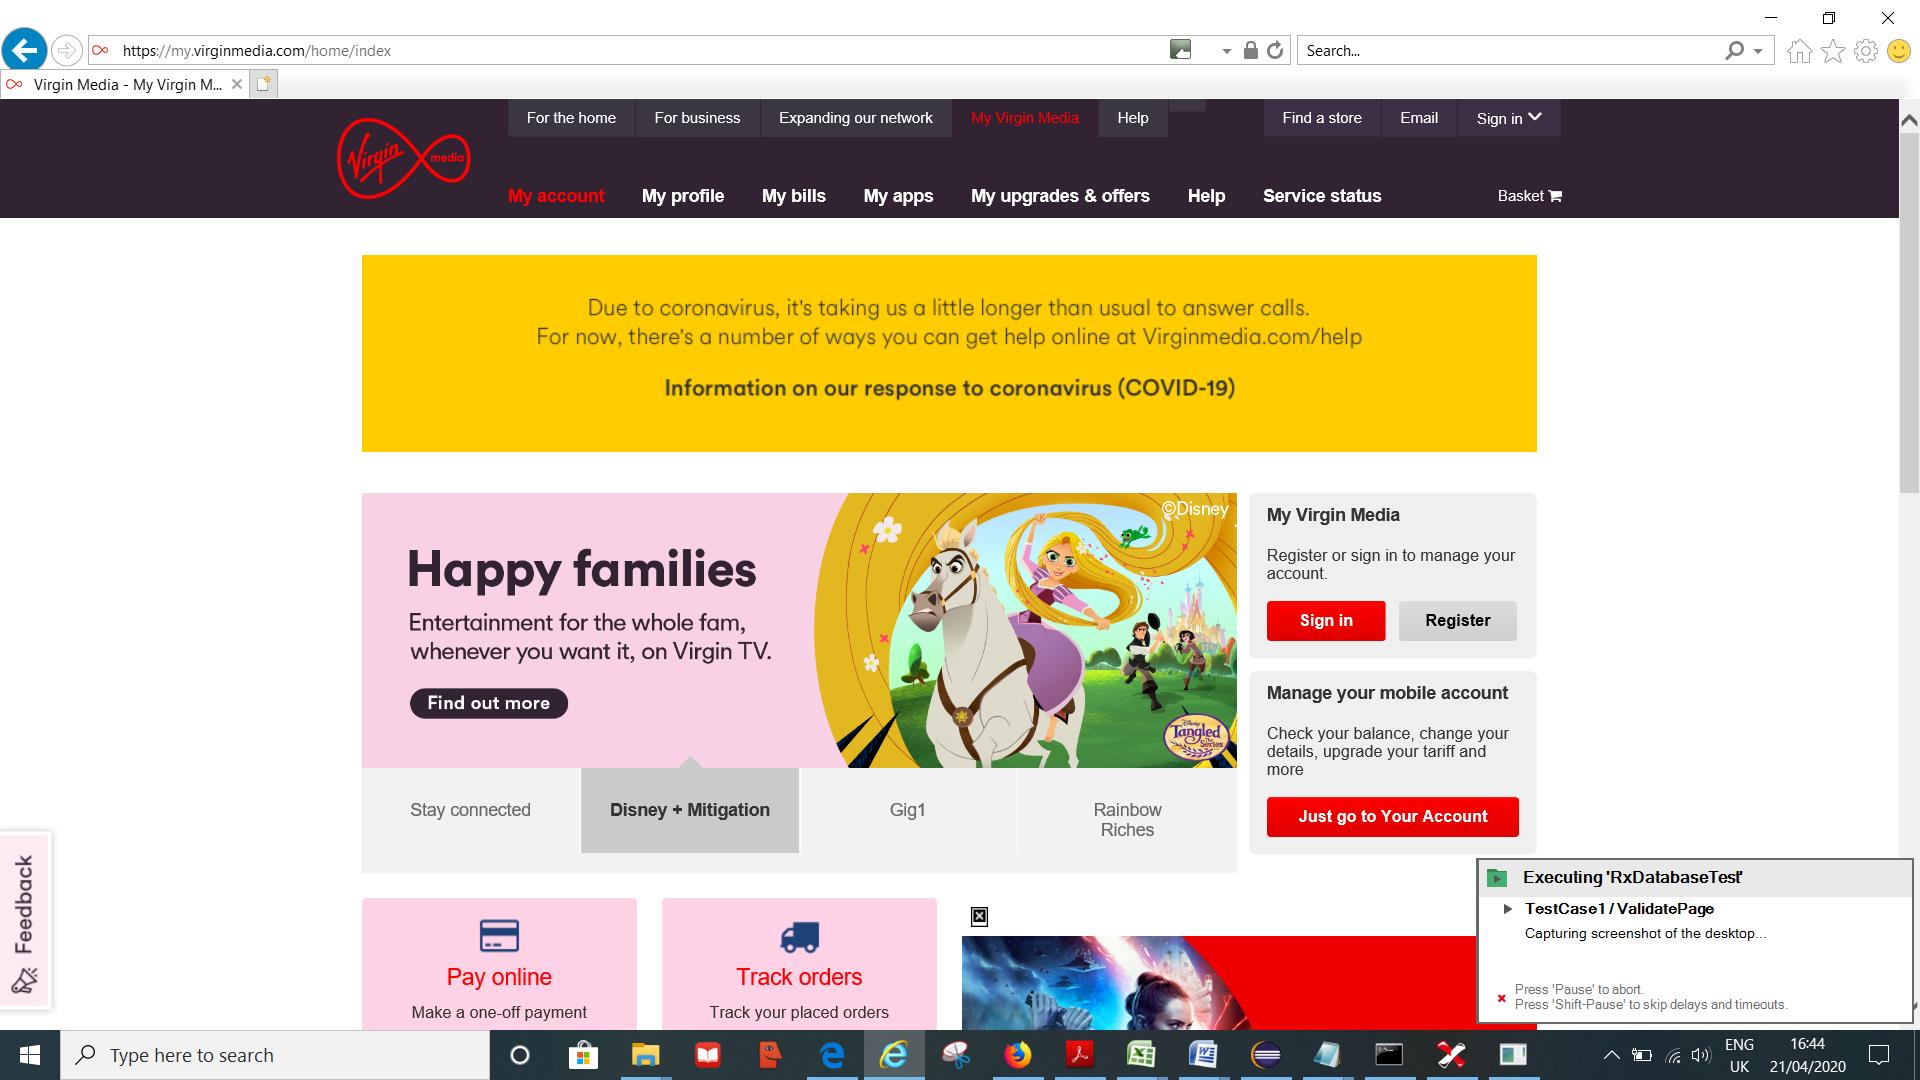 https://my.virginmedia.com/home/index
Search...
Virgin Media - My Virgin M...
For the home
For business
Expanding our network
My Virgin Media
Help
Find a store
Email
Sign in
Virgin media
My account
My profile
My bills
My apps
My upgrades & offers
Help
Service status
Basket
Due to coronavirus, it's taking us a little longer than usual to answer calls.
For now, there's a number of ways you can get help online at Virginmedia.com/help
Information on our response to coronavirus (COVID-19)
©Disney
Happy families
Entertainment for the whole fam,
whenever you want it, on Virgin TV.
Find out more
Disney
Tangled
The Series
Stay connected
Disney + Mitigation
Gig1
Rainbow
Riches
My Virgin Media
Register or sign in to manage your
account.
Sign in
Register
Manage your mobile account
Check your balance, change your
details, upgrade your tariff and
more
Just go to Your Account
Feedback
Pay online
Make a one-off payment
Track orders
Track your placed orders
Executing 'RxDatabaseTest'
TestCase1 / ValidatePage
Capturing screenshot of the desktop...
Press 'Pause' to abort.
Press 'Shift-Pause' to skip delays and timeouts.
Type here to search
ENG
UK
16:44
21/04/2020